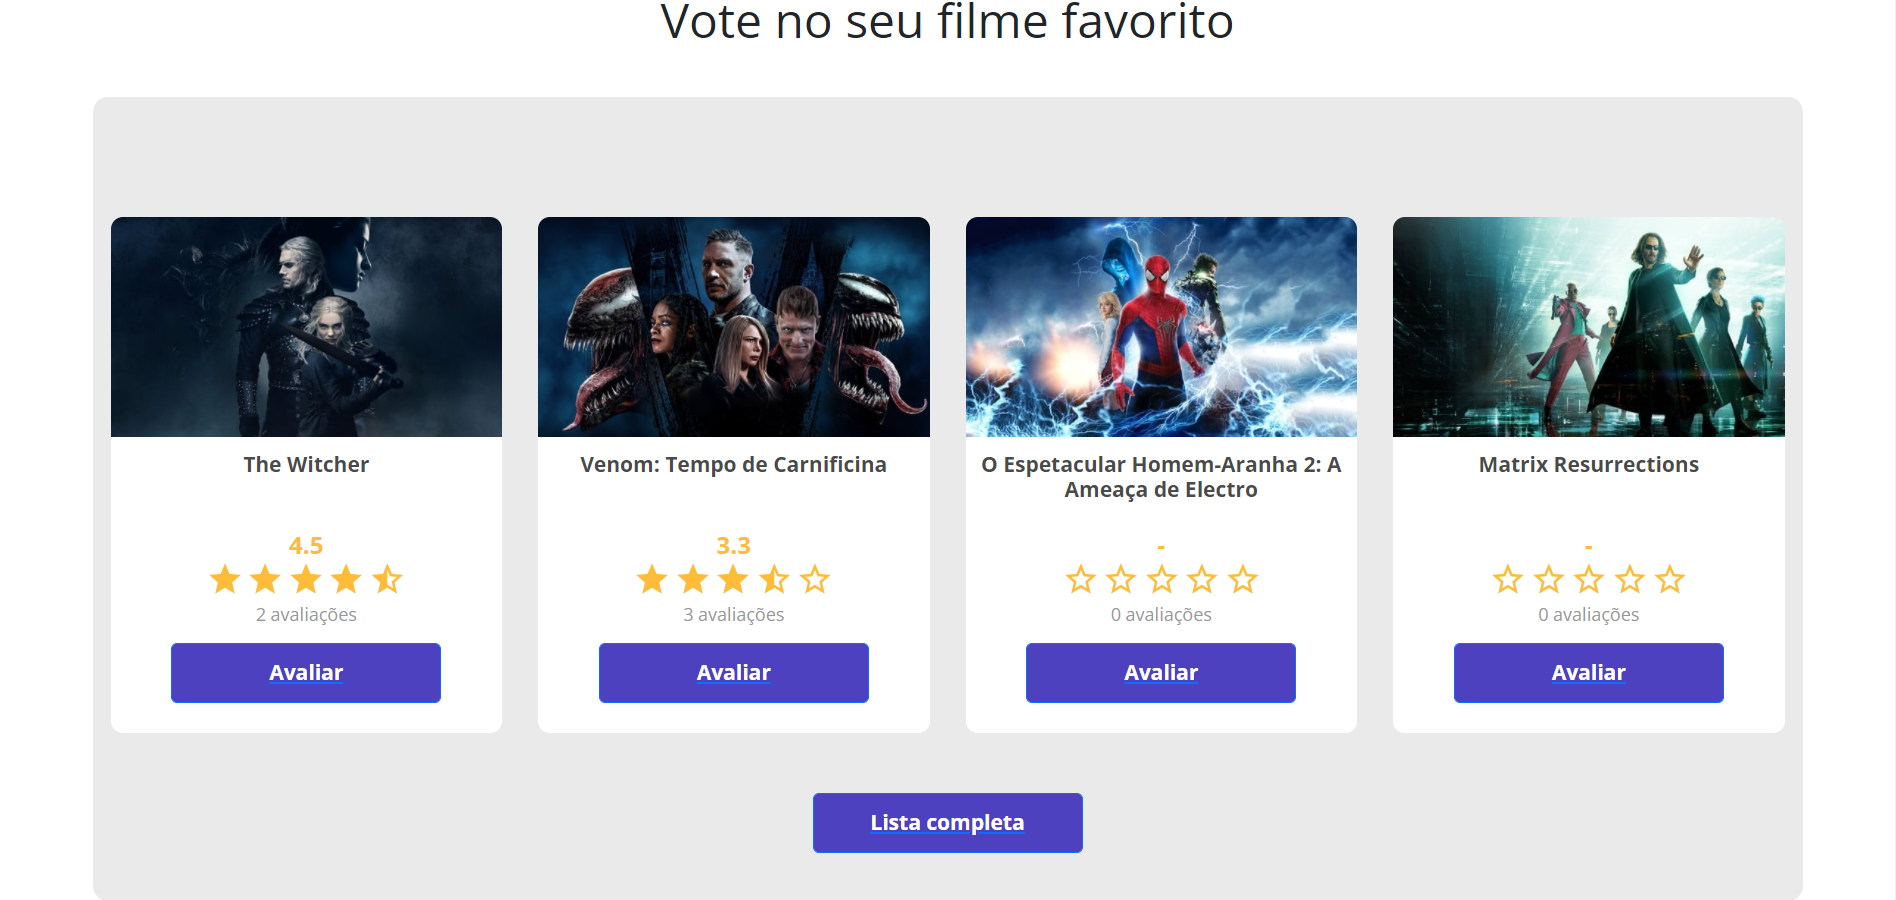 Vote no seu filme favorito
The Witcher
4.5
2 avaliações
Avaliar
Venom: Tempo de Carnificina
3.3
3 avaliações
Avaliar
O Espetacular Homem-Aranha 2: A
Ameaça de Electro
-
0 avaliações
Avaliar
Matrix Resurrections
-
0 avaliações
Avaliar
Lista completa